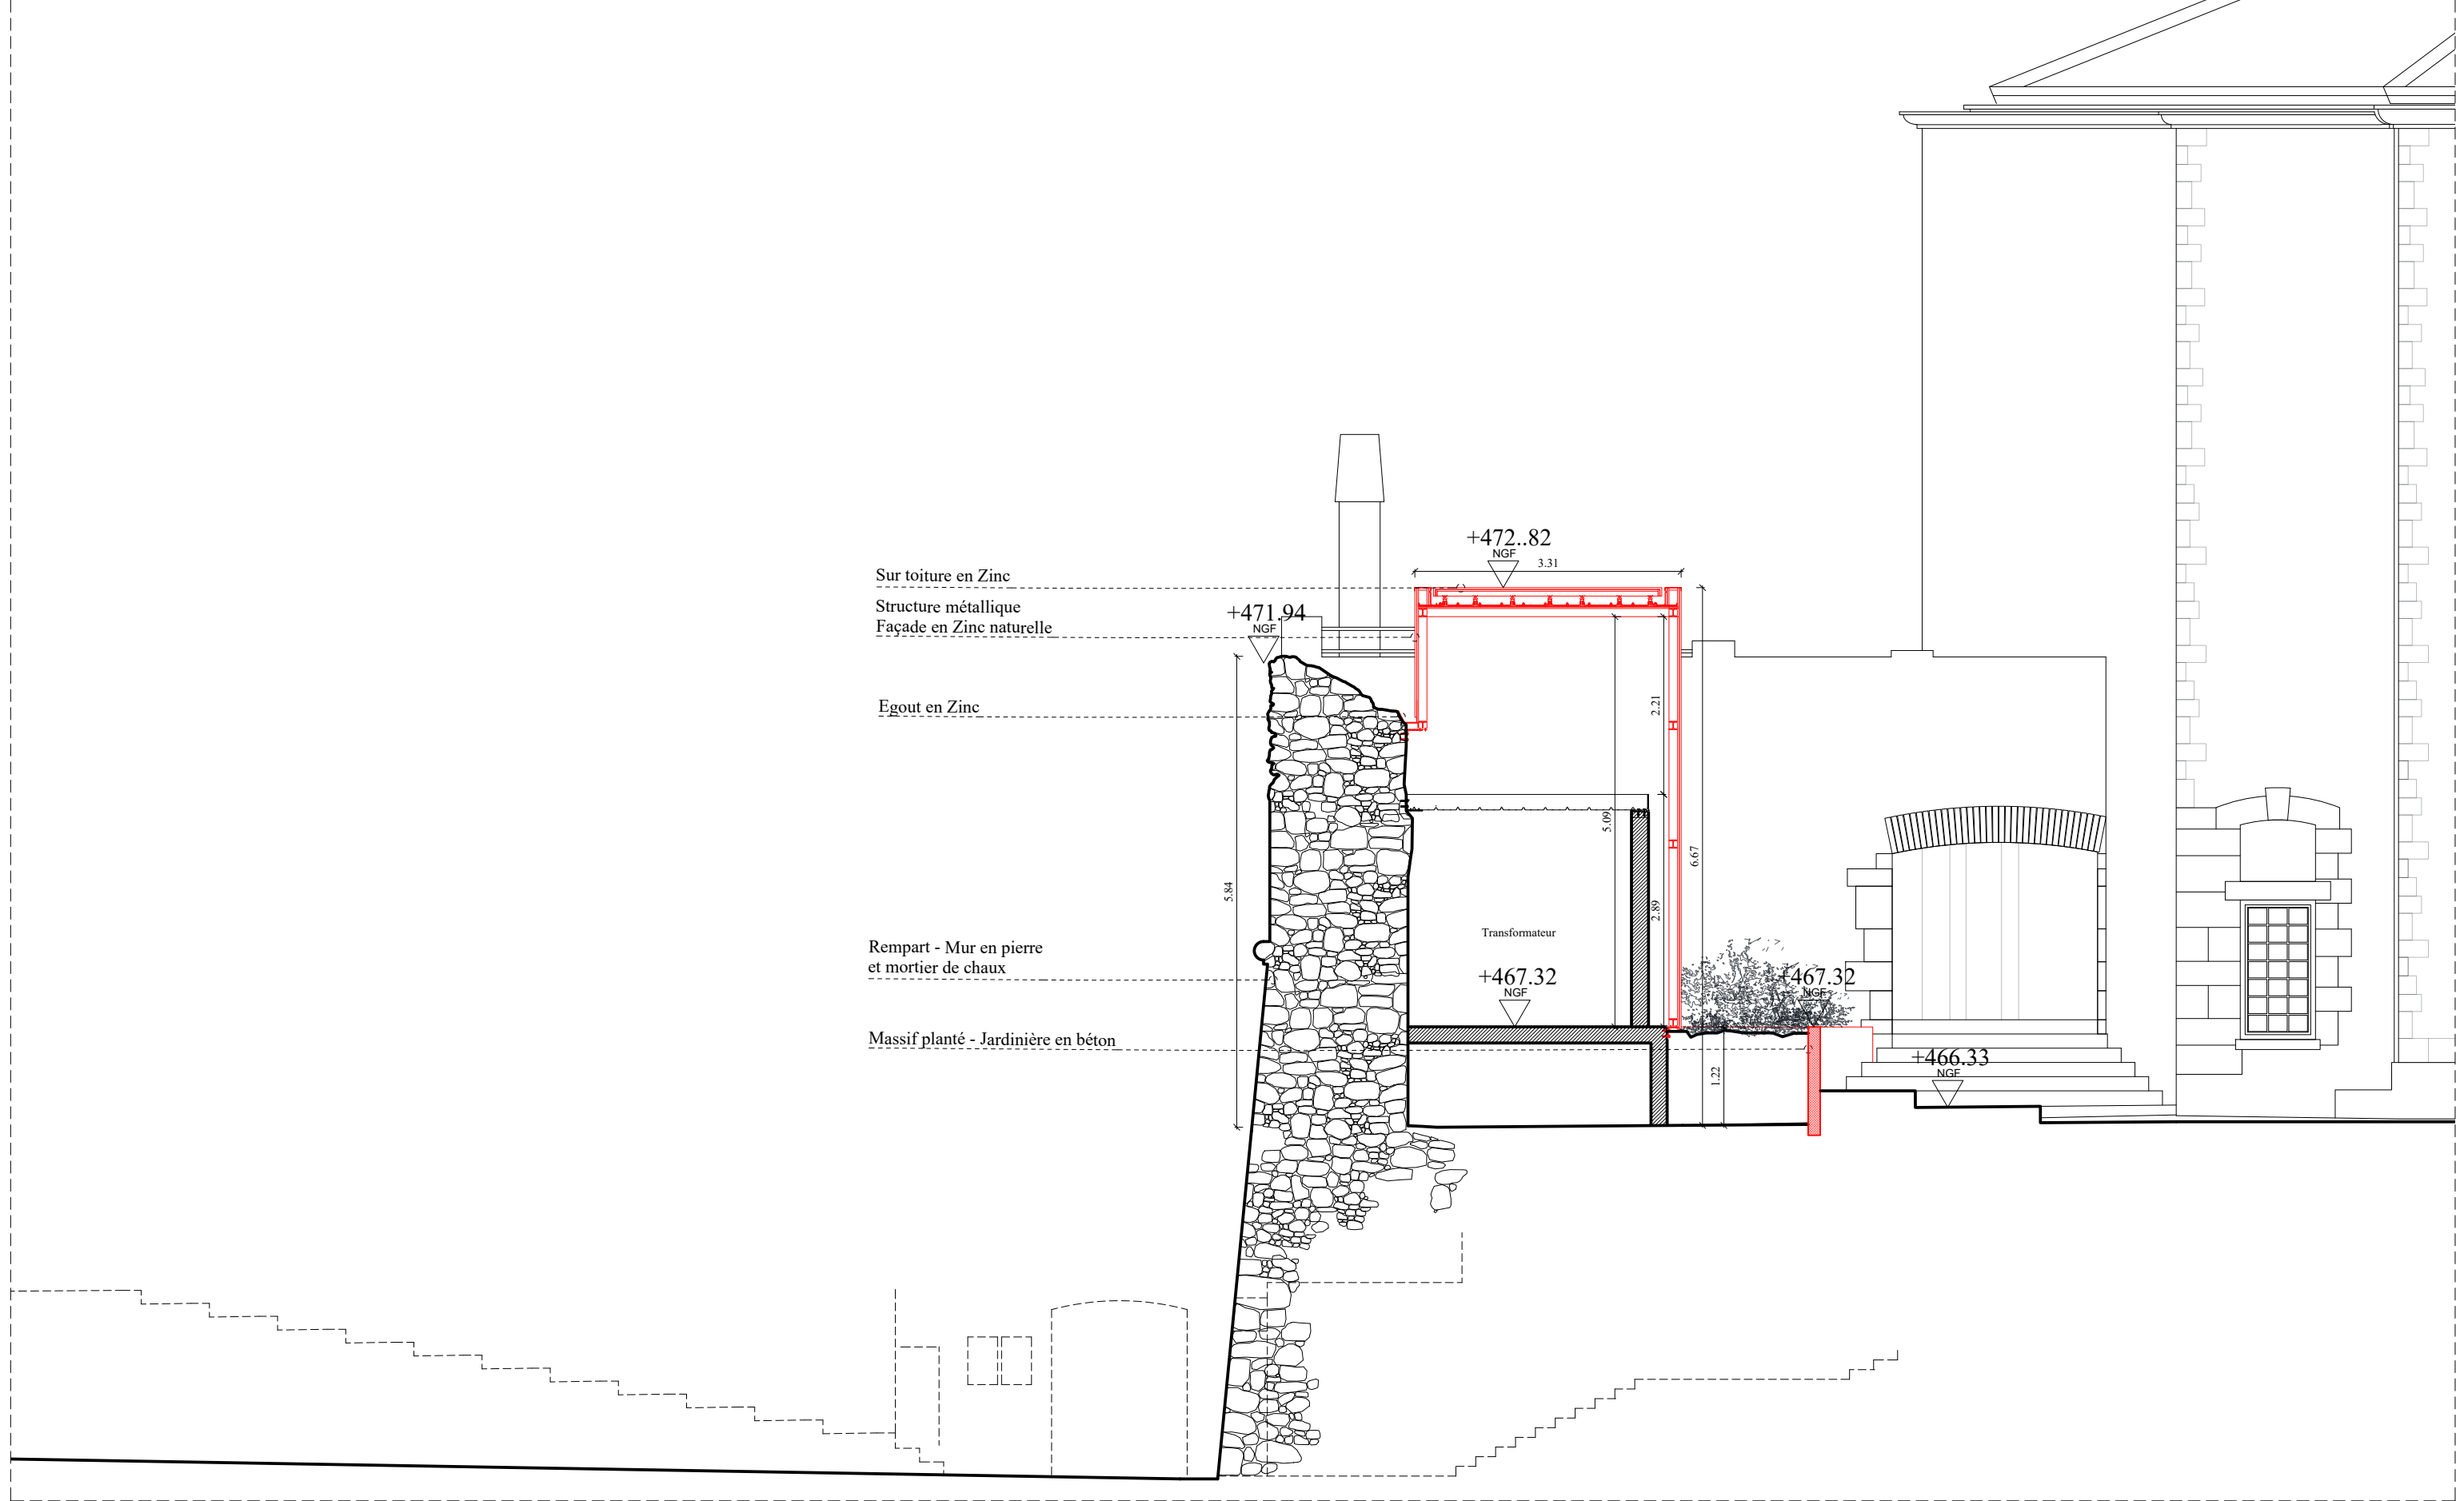 +472..82
NGF
3.31
Sur toiture en Zinc
Structure métallique
Façade en Zinc naturelle
+471.94
NGF
Egout en Zinc
2.21
5.09
6.67
5.84
2.89
Transformateur
Rempart - Mur en pierre
et mortier de chaux
+467.32
NGF
+467.32
NGF
Massif planté - Jardinière en béton
+466.33
NGF
1.22